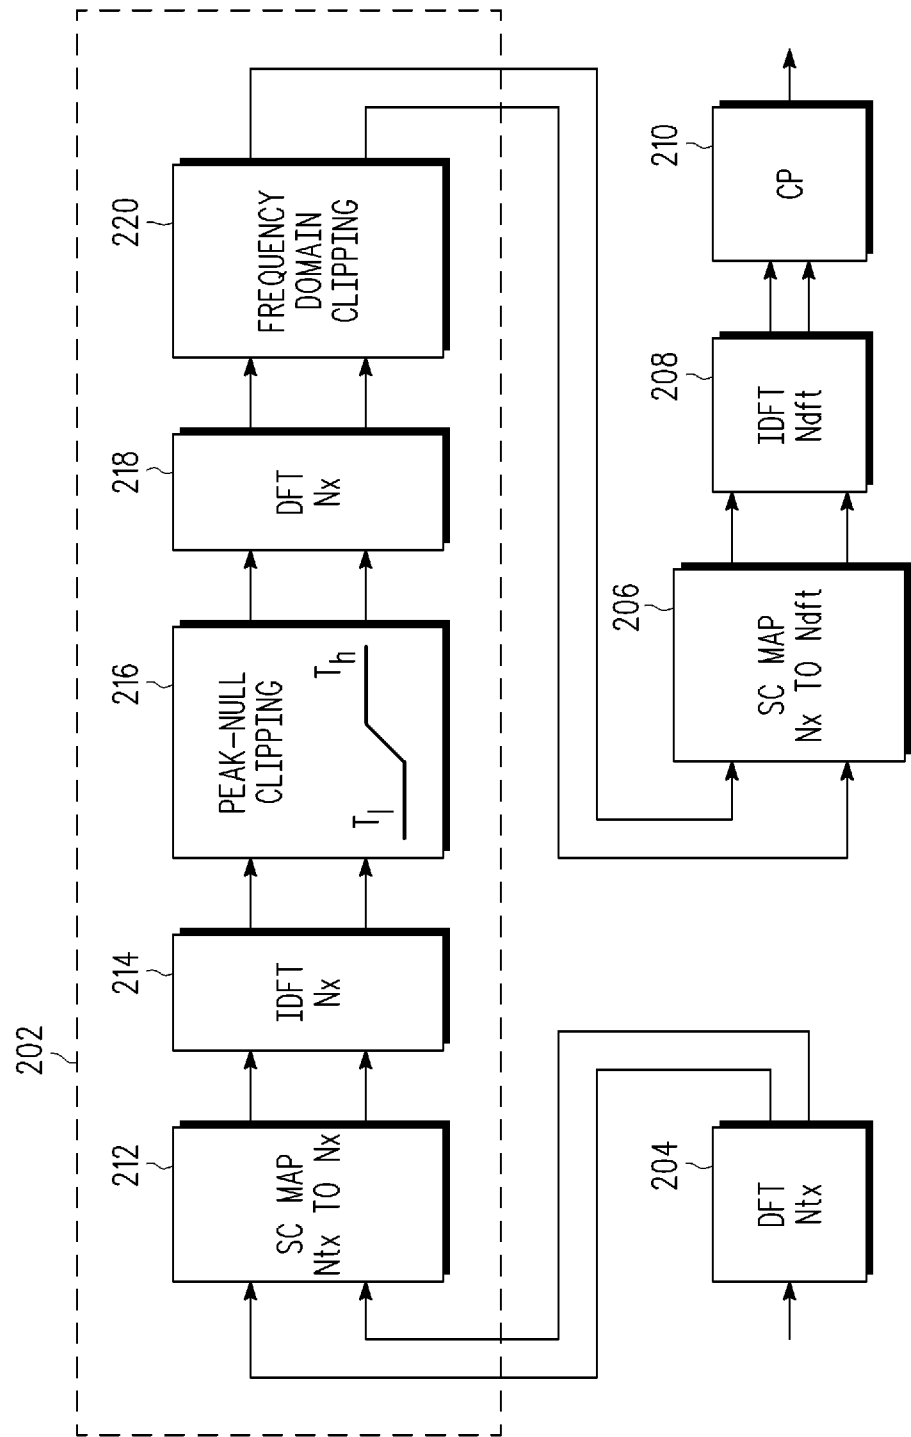 202
212
SC MAP
Ntx TO Nx
214
IDFT
Nx
216
PEAK-NULL
CLIPPING
Tl
Th
218
DFT
Nx
220
FREQUENCY
DOMAIN
CLIPPING
204
DFT
Ntx
206
SC MAP
Nx TO Ndft
208
IDFT
Ndft
210
CP